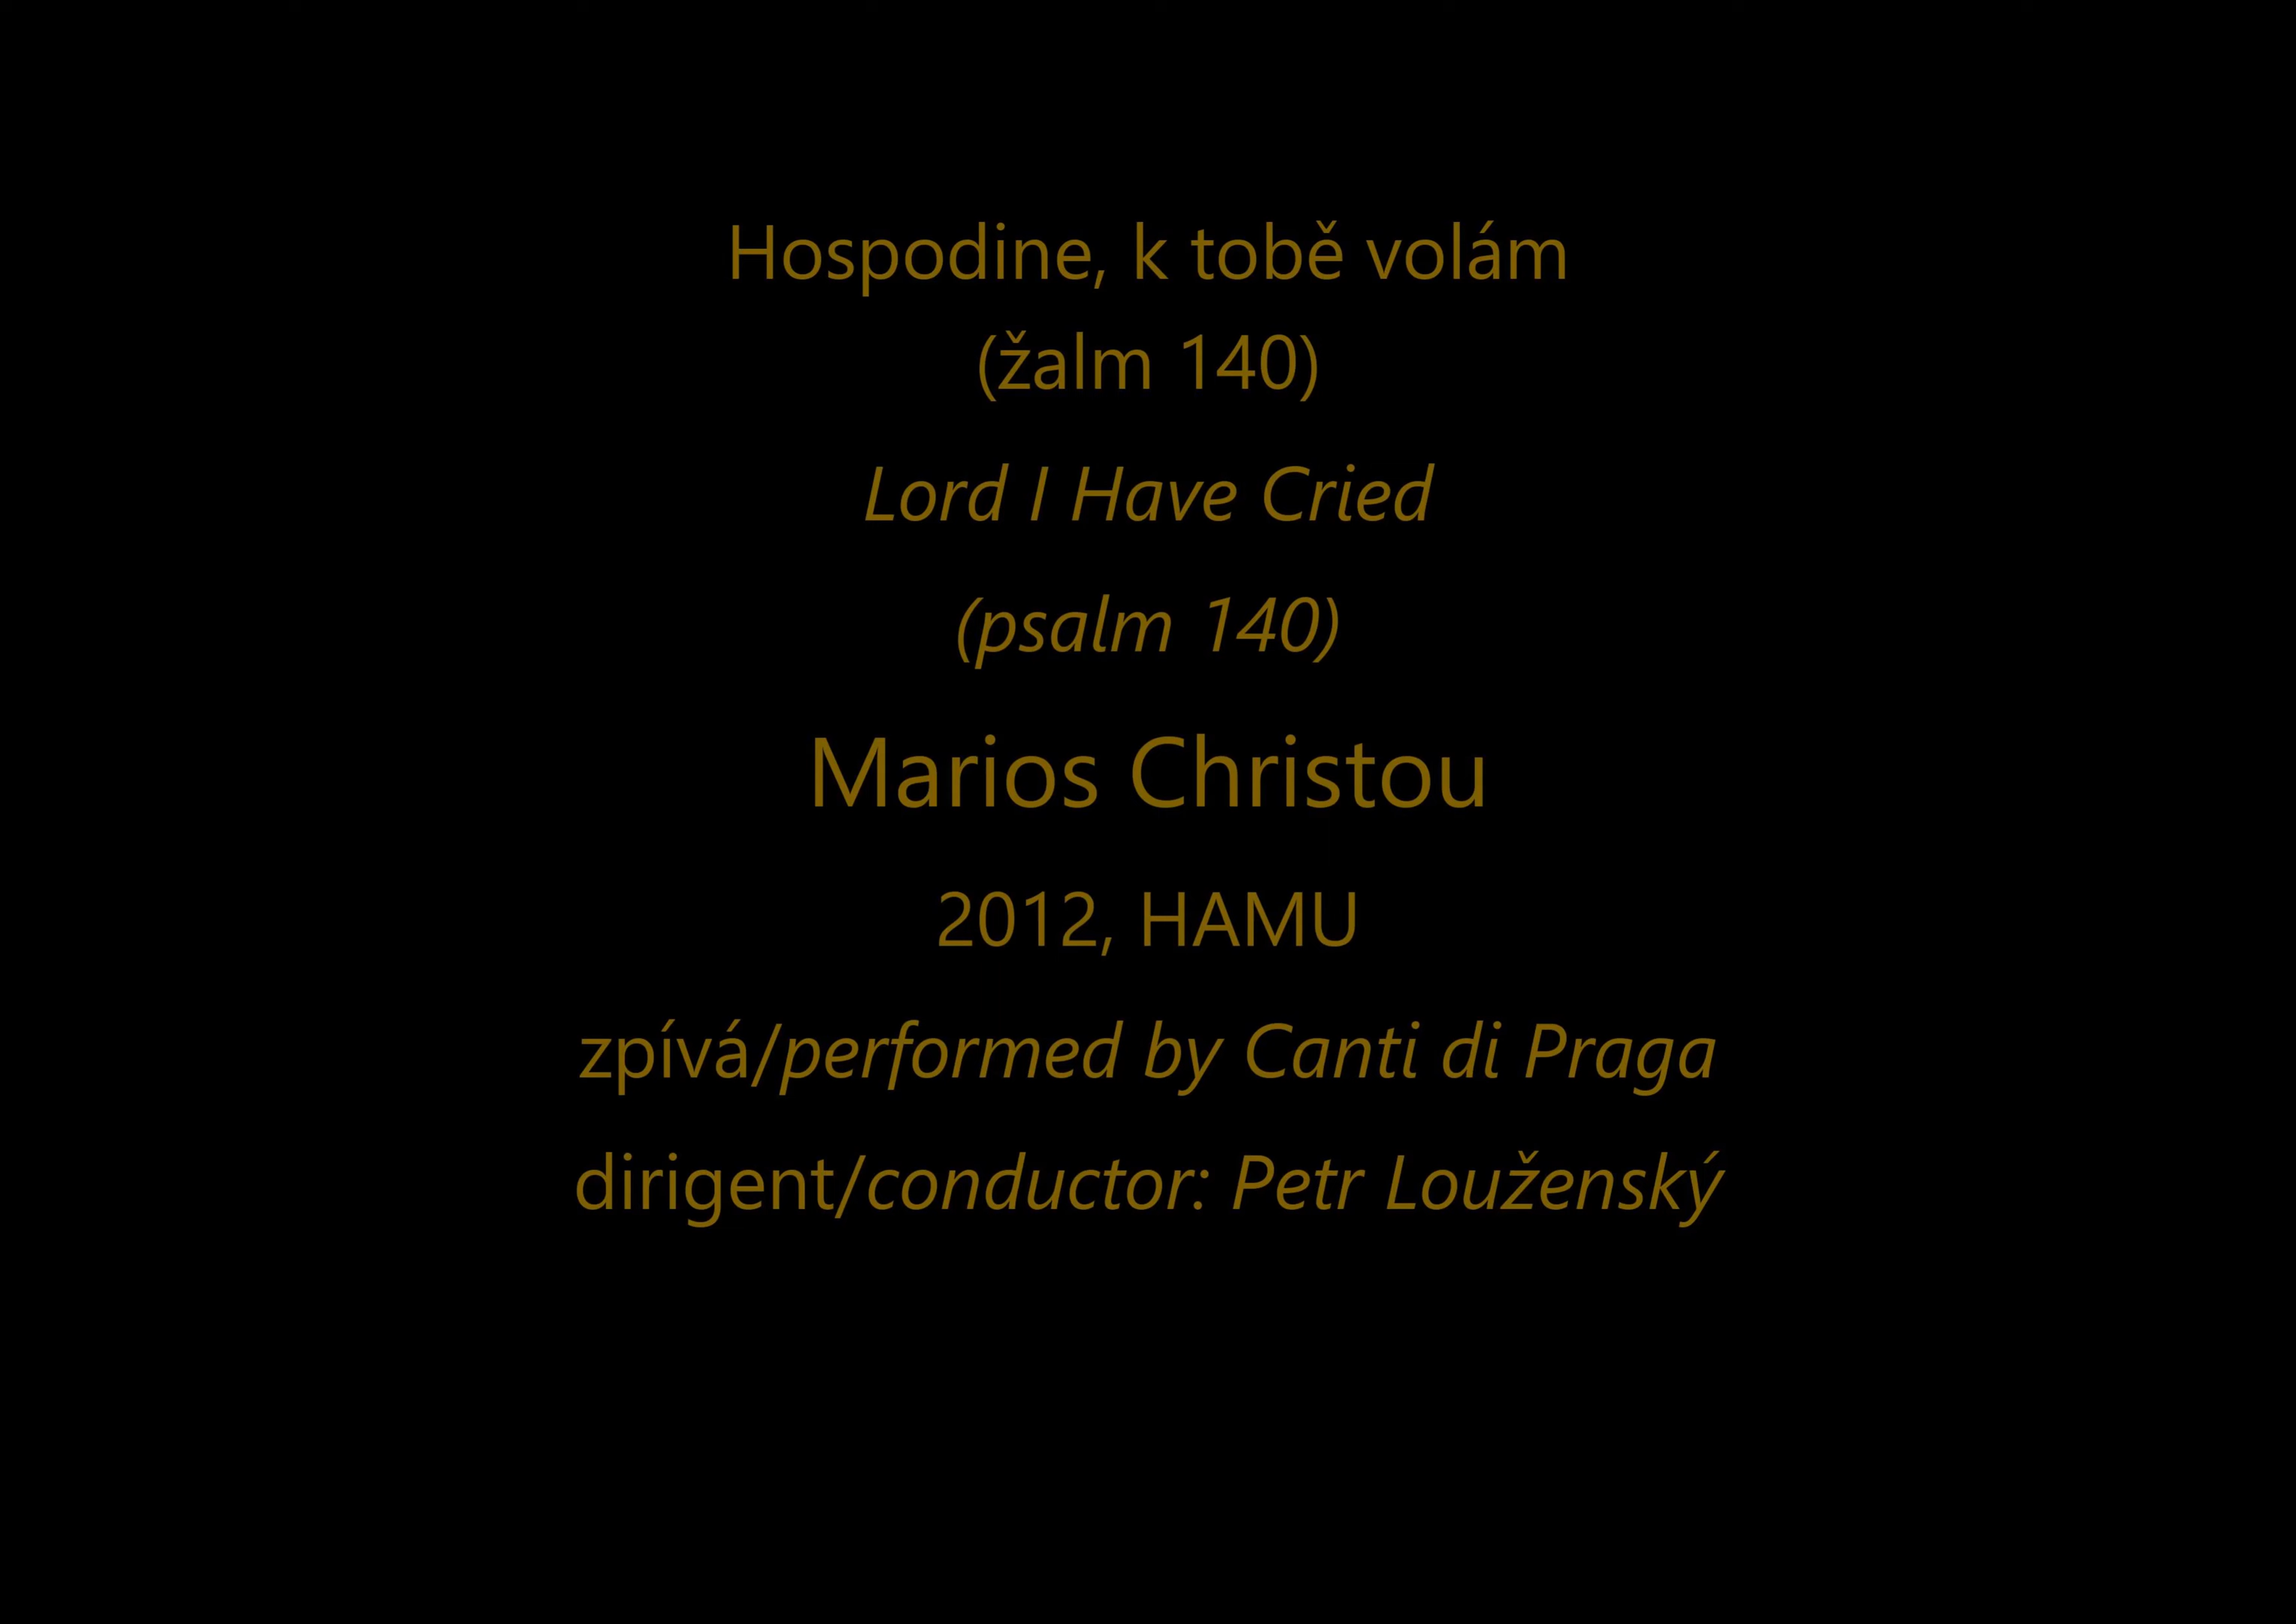 Hospodine, k tobě volám
(žalm 140)
Lord I Have Cried
(psalm 140)
Marios Christou
2012, HAMU
zpívá/performed by Canti di Praga
dirigent/conductor: Petr Louženský